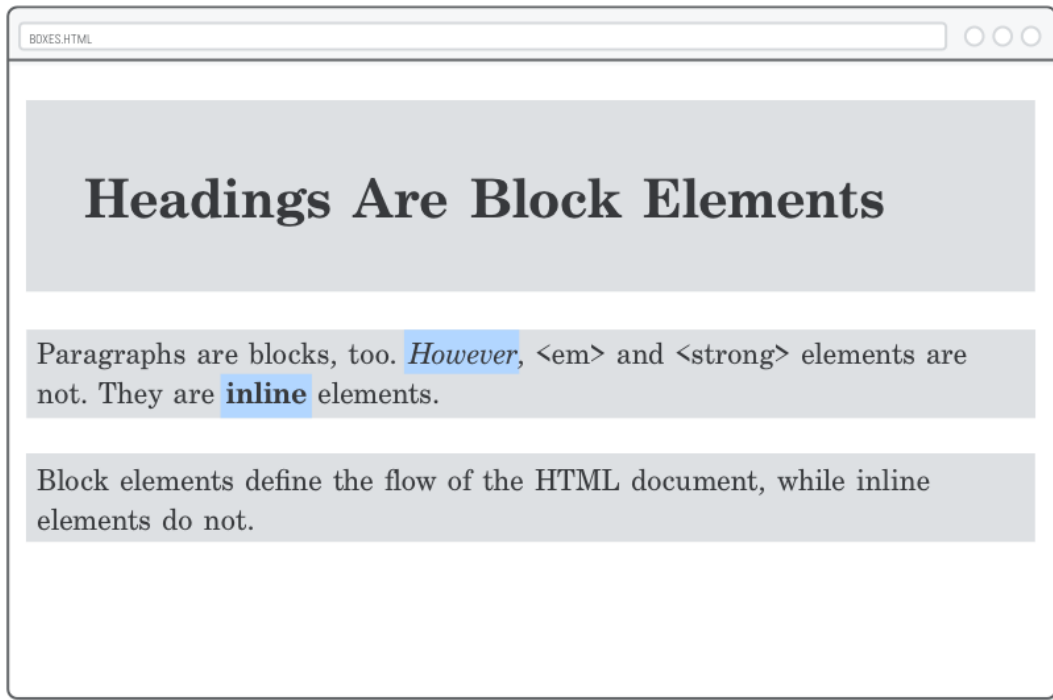 BOXES.HTML
Headings Are Block Elements
Paragraphs are blocks, too. However, <em> and <strong> elements are
not. They are inline elements.
Block elements define the flow of the HTML document, while inline
elements do not.